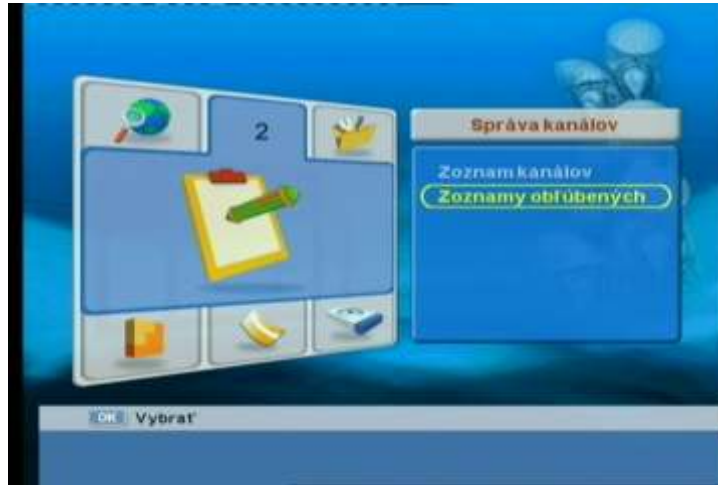 2
Správa kanálov
Zoznam kanálov
Zoznamy obľúbených
OK Vybrať